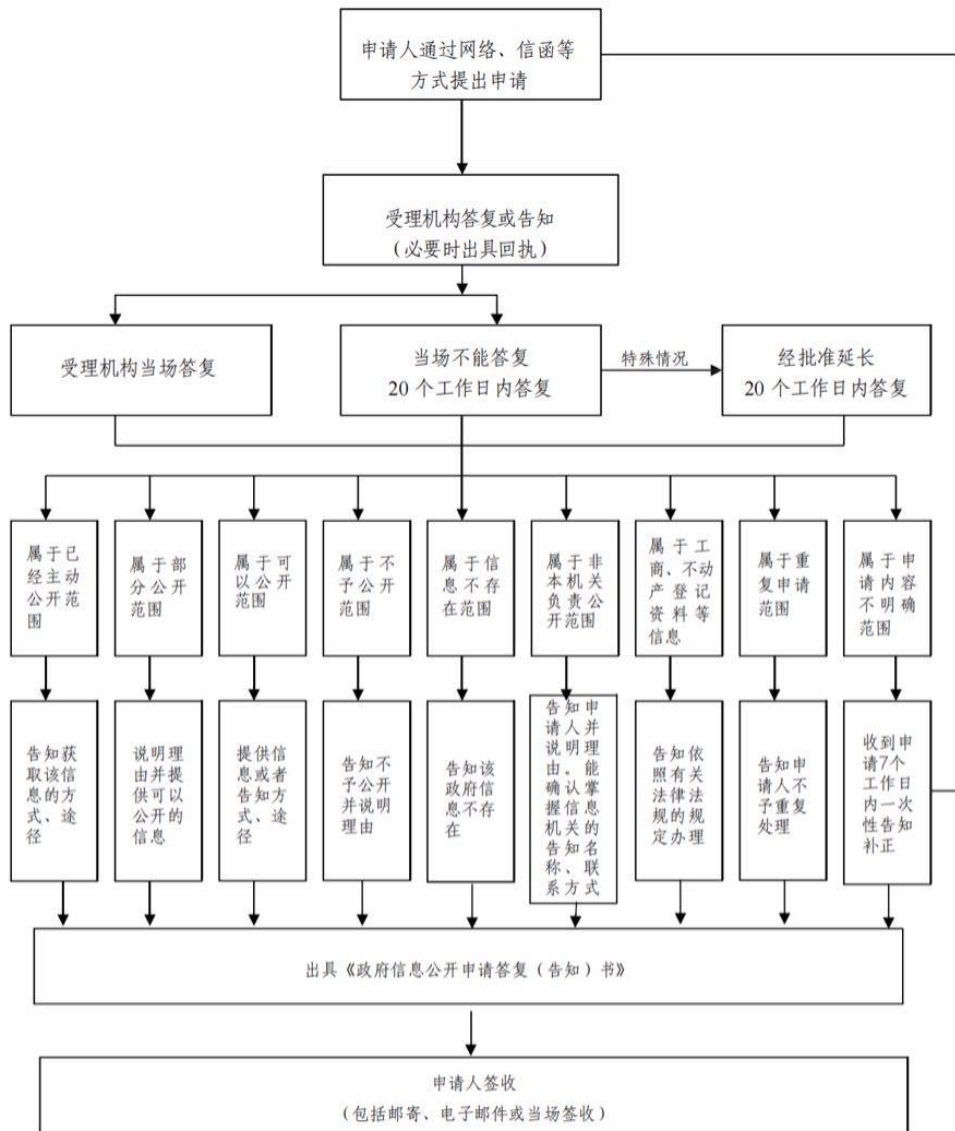 申请人通过网络、信函等
方式提出申请
受理机构答复或告知
（必要时出具回执）
受理机构当场答复
当场不能答复
20 个工作日内答复
特殊情况
经批准延长
20 个工作日内答复
属于已
经主动
公开范
围
属于部
分公开
范围
属于可
以公开
范围
属于不
予公开
范围
属于信
息不存
在范围
属于非
本机关
负责公
开范围
属于工
商、不动
产登记
资料等
信息
属于重
复申请
范围
属于申
请内容
不明确
范围
告知获
取该信
息的方
式、途
径
说明理
由并提
供可以
公开的
信息
提供信
息或者
告知方
式、途
径
告知不
予公开
并说明
理由
告知该
政府信
息不存
在
告知申
请人并
说明理
由。能
确认掌
握信息
机关的
告知名
称、联
系方式
告知依
照有关
法律法
规的规
定办理
告知申
请人不
予重复
处理
收到申
请7个
工作日
内一次
性告知
补正
出具《政府信息公开申请答复（告知）书》
申请人签收
（包括邮寄、电子邮件或当场签收）